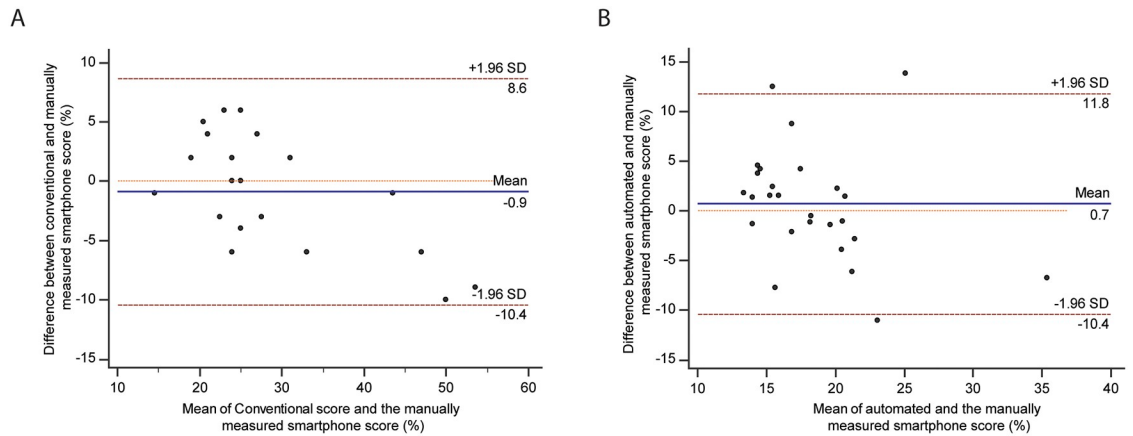 A
Difference between conventional and manually
measured smartphone score (%)
10
5
0
-5
-10
-15
+1.96 SD
8.6
Mean
-0.9
-1.96 SD
-10.4
10 20 30 40 50 60
Mean of Conventional score and the manually
measured smartphone score (%)
B
Difference between automated and manually
measured smartphone score (%)
15
10
5
0
-5
-10
-15
+1.96 SD
11.8
Mean
0.7
-1.96 SD
-10.4
10 15 20 25 30 35 40
Mean of automated and the manually
measured smartphone score (%)